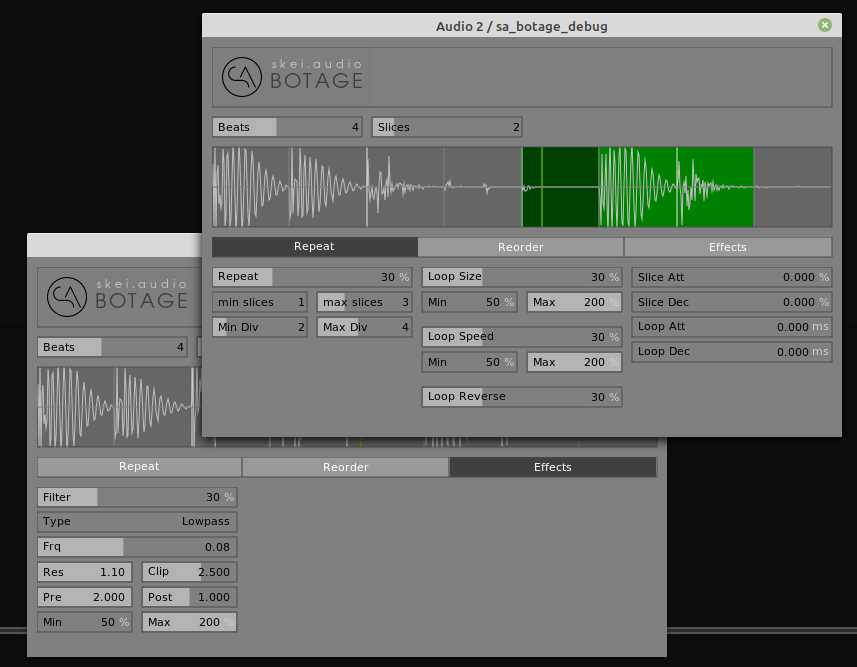 Audio 2 / sa_botage_debug
skei.audio
BOTAGE
Beats 4 Slices 2
Repeat Reorder Effects
Repeat 30 % Loop Size 30 % Slice Att 0.000 %
min slices 1 max slices 3 Min 50 % Max 200 % Slice Dec 0.000 %
Min Div 2 Max Div 4 Loop Att 0.000 ms
Loop Speed 30 %
Min 50 % Max 200 % Loop Dec 0.000 ms
Loop Reverse 30 %
skei.audio
BOTAGE
Beats 4
Repeat Reorder Effects
Filter 30 %
Type Lowpass
Frq 0.08
Res 1.10 Clip 2.500
Pre 2.000 Post 1.000
Min 50 % Max 200 %